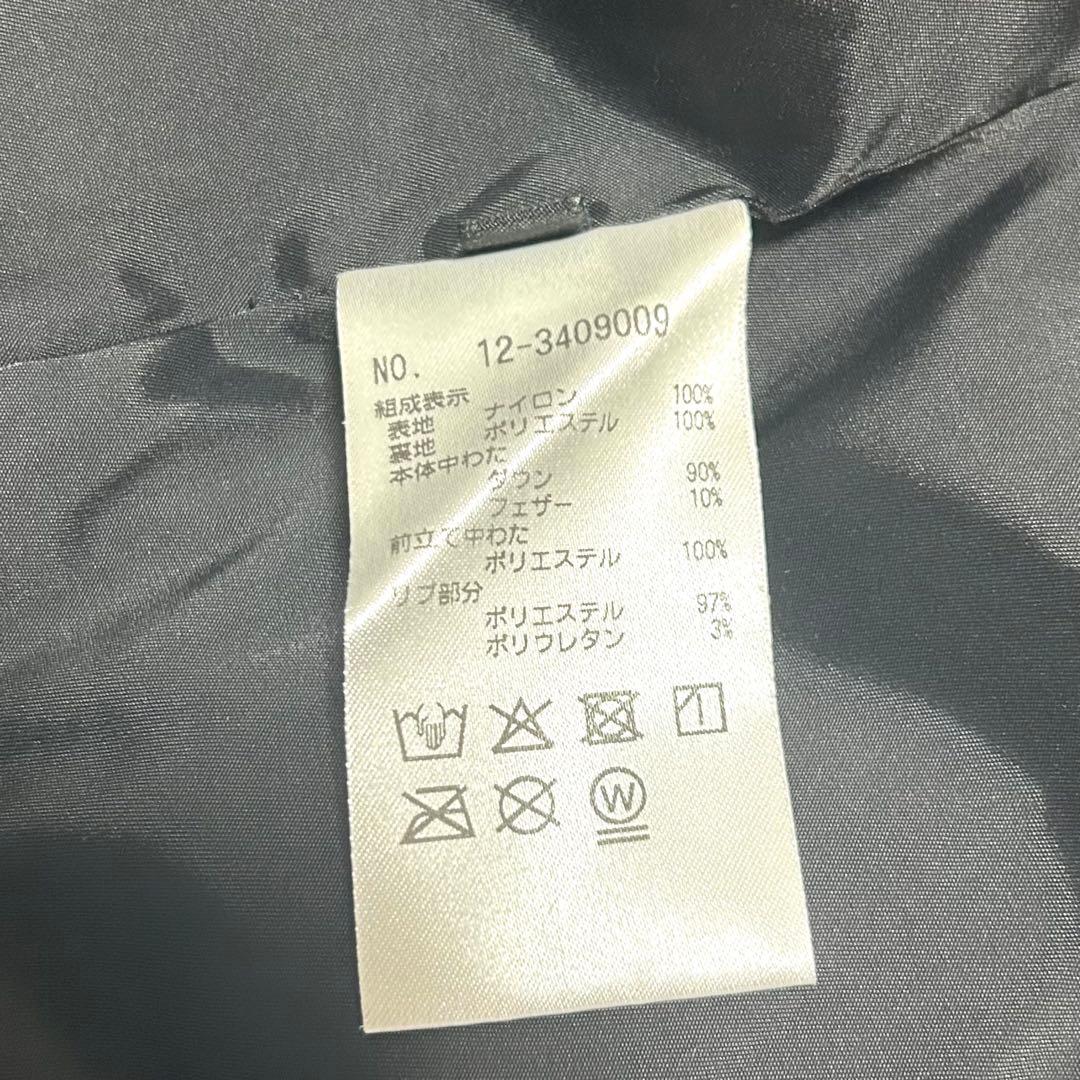 NO. 12-3409009
組成表示
表地 ナイロン 100%
裏地 ポリエステル 100%
本体中わた
ダウン 90%
フェザー 10%
前立て中わた
ポリエステル 100%
リブ部分
ポリエステル 97%
ポリウレタン 3%
W